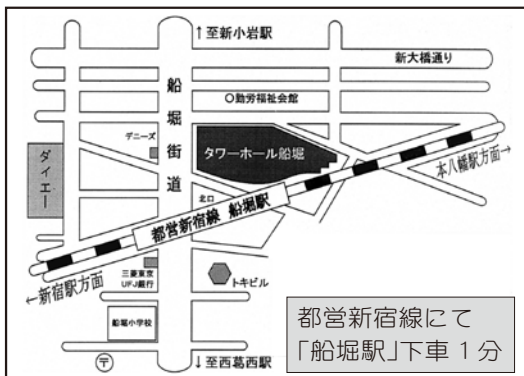 ↑至新小岩駅
新大橋通り
船堀街道
○勤労福祉会館
デニーズ
タワーホール船堀
ダイエー
本八幡駅方面→
北口
都営新宿線 船堀駅
←新宿駅方面
三菱東京
UFJ銀行
トキビル
船堀小学校
〒
↓至西葛西駅
都営新宿線にて
「船堀駅」下車 1 分